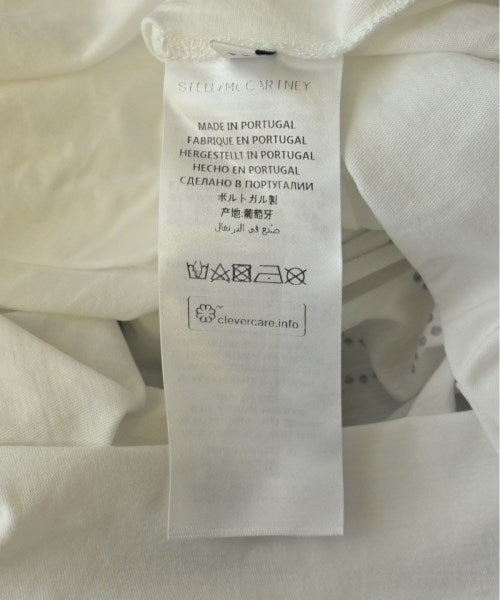 STELLA McCARTNEY
MADE IN PORTUGAL
FABRIQUE EN PORTUGAL
HERGESTELLT IN PORTUGAL
HECHO EN PORTUGAL
СДЕЛАНО В ПОРТУГАЛИИ
ポルトガル製
产地:葡萄牙
صنع في البرتغال
clevercare.info